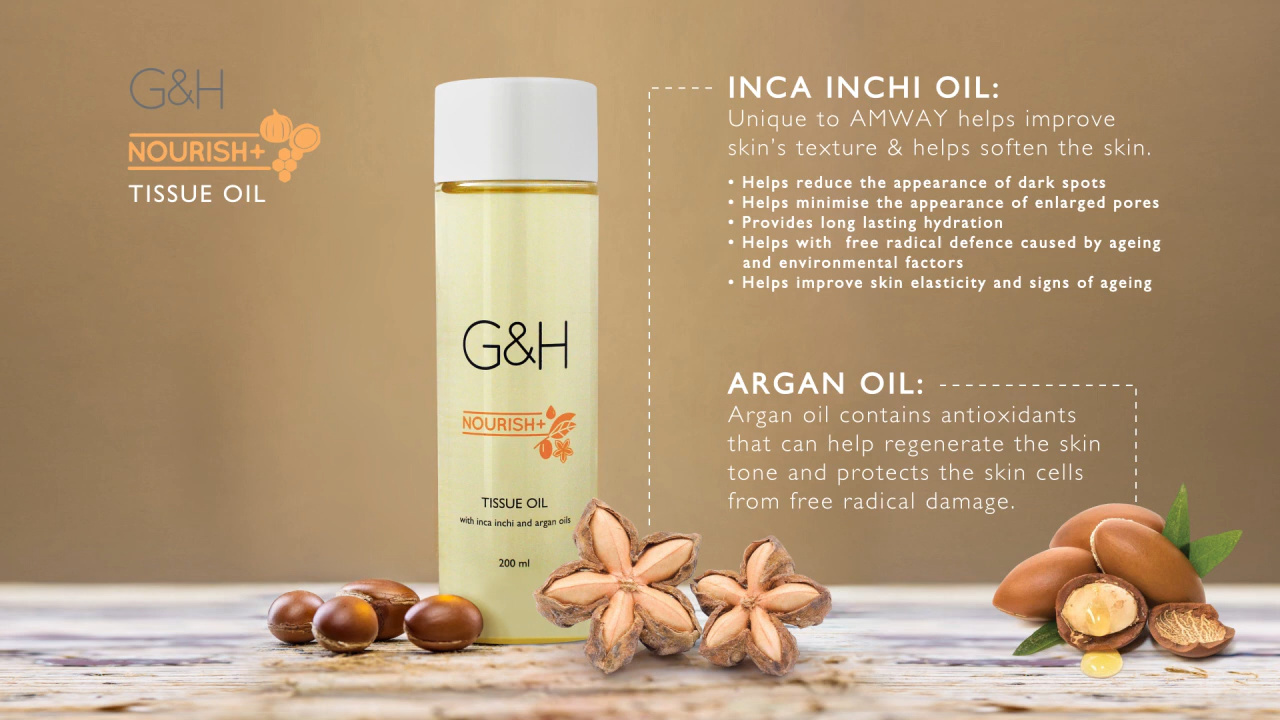 G&H
NOURISH+
TISSUE OIL
G&H
NOURISH+
TISSUE OIL
with inca inchi and argan oils
200 ml
INCA INCHI OIL:
Unique to AMWAY helps improve
skin's texture & helps soften the skin.
• Helps reduce the appearance of dark spots
• Helps minimise the appearance of enlarged pores
• Provides long lasting hydration
• Helps with free radical defence caused by ageing
and environmental factors
• Helps improve skin elasticity and signs of ageing
ARGAN OIL:
Argan oil contains antioxidants
that can help regenerate the skin
tone and protects the skin cells
from free radical damage.